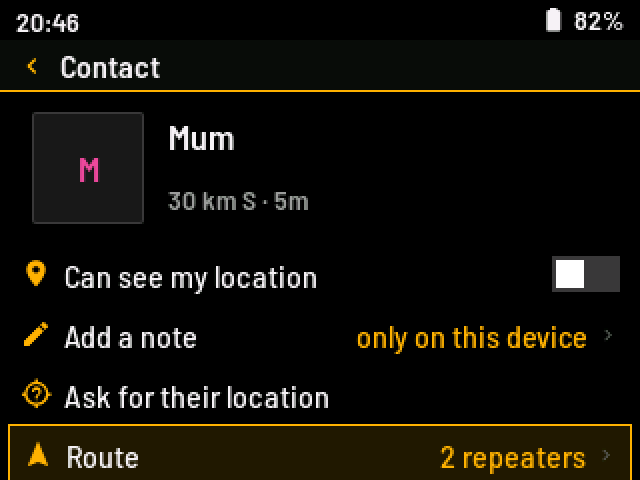 20:46
82%
Contact
M
Mum
30 km S · 5m
Can see my location
Add a note only on this device
Ask for their location
Route 2 repeaters